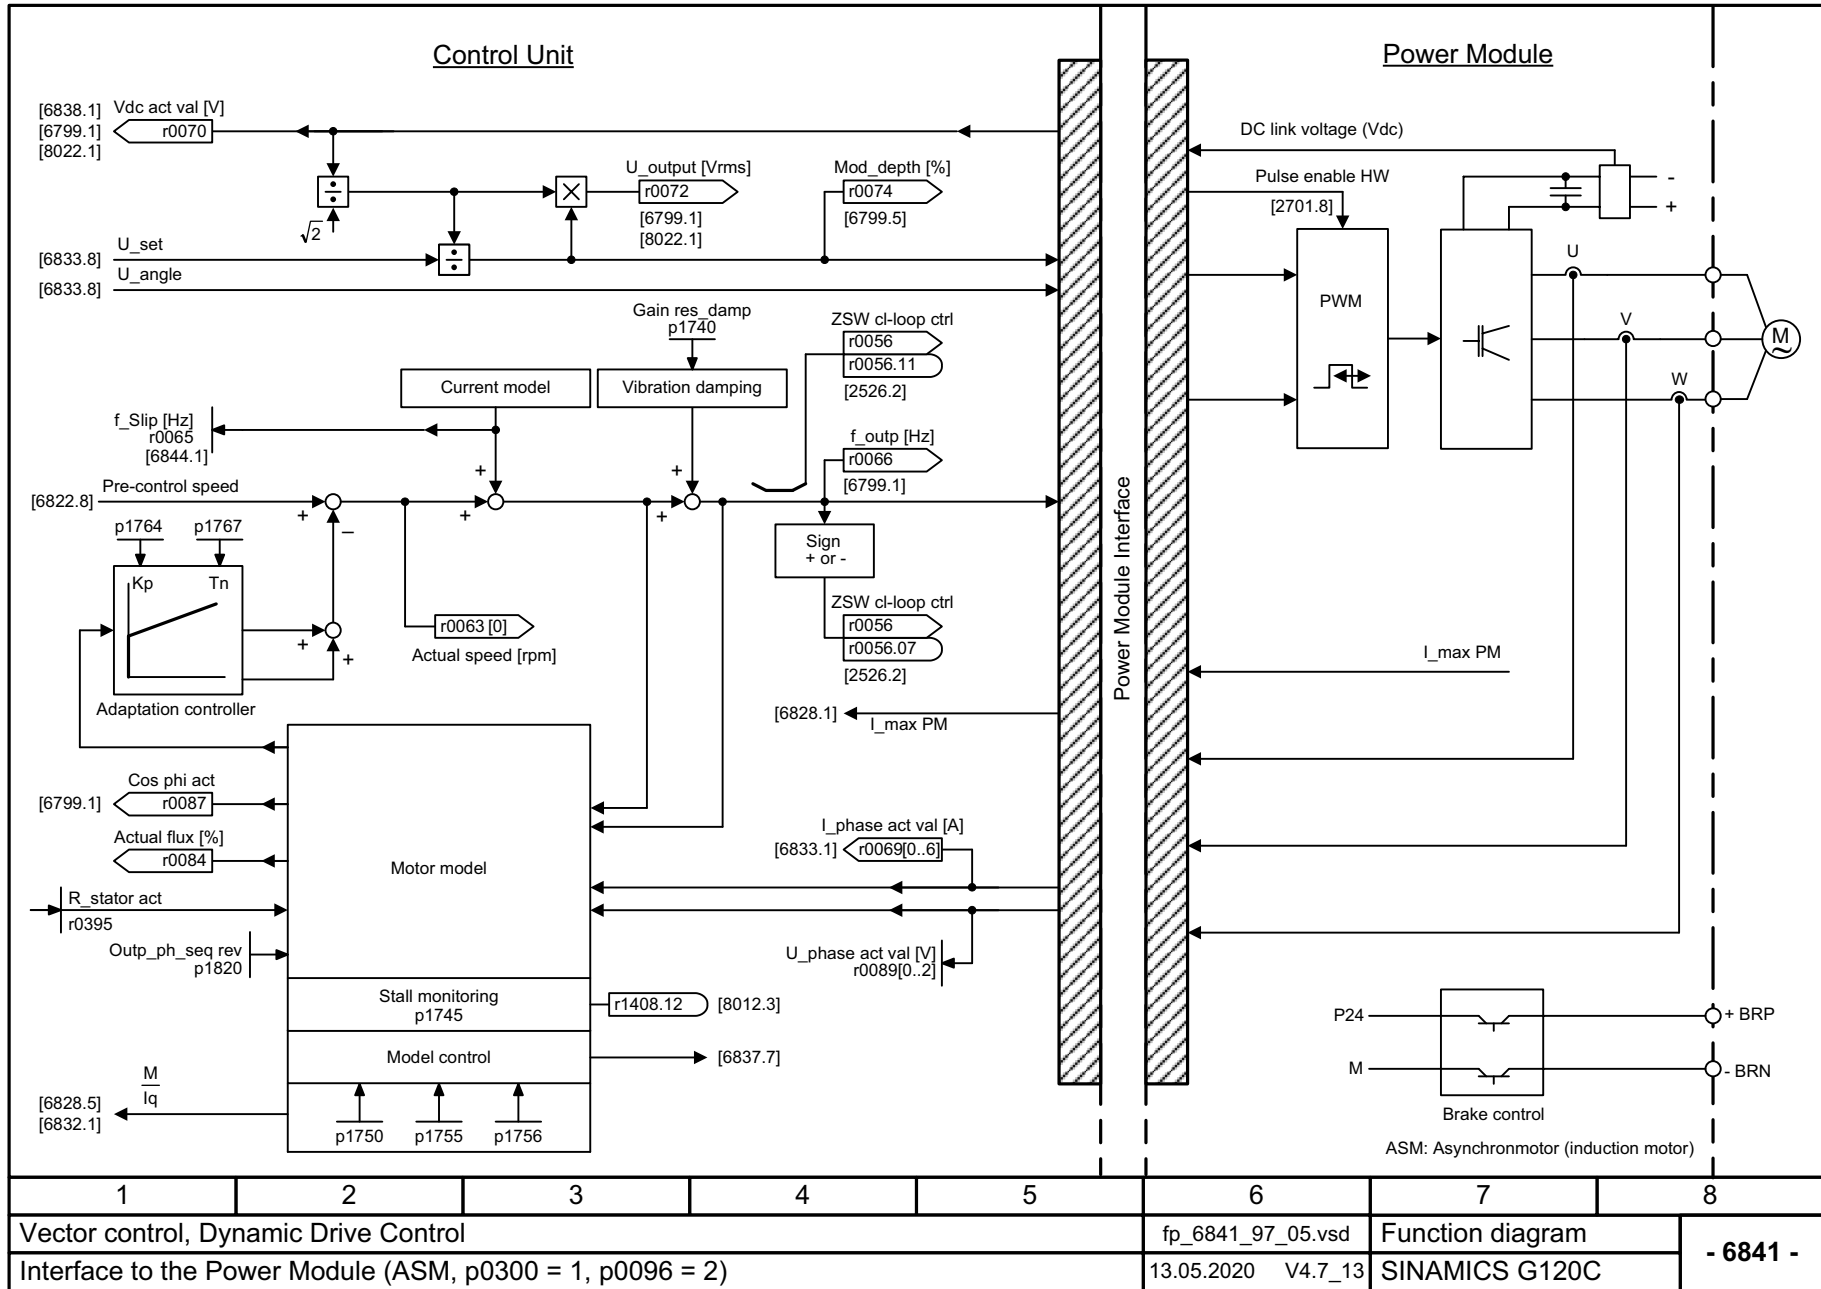 Control Unit
Power Module
[6838.1]
[6799.1]
[8022.1]
Vdc act val [V]
r0070
DC link voltage (Vdc)
U_output [Vrms]
r0072
[6799.1]
[8022.1]
Mod_depth [%]
r0074
[6799.5]
Pulse enable HW
[2701.8]
-
+
÷
√2
×
÷
[6833.8]
U_set
[6833.8]
U_angle
U
V
W
PWM
M
~
Gain res_damp
p1740
ZSW cl-loop ctrl
r0056
r0056.11
[2526.2]
Current model
Vibration damping
f_Slip [Hz]
r0065
[6844.1]
f_outp [Hz]
r0066
[6799.1]
+
+
[6822.8]
Pre-control speed
+
–
+
+
p1764
p1767
Kp
Tn
+
+
Adaptation controller
r0063 [0]
Actual speed [rpm]
Sign
+ or -
ZSW cl-loop ctrl
r0056
r0056.07
[2526.2]
Power Module Interface
I_max PM
[6828.1]
I_max PM
Cos phi act
[6799.1]
r0087
Actual flux [%]
r0084
R_stator act
r0395
Outp_ph_seq rev
p1820
Motor model
I_phase act val [A]
[6833.1]
r0069[0..6]
U_phase act val [V]
r0089[0..2]
Stall monitoring
p1745
r1408.12
[8012.3]
Model control
[6837.7]
M
Iq
[6828.5]
[6832.1]
p1750
p1755
p1756
P24
+ BRP
M
- BRN
Brake control
ASM: Asynchronmotor (induction motor)
1 2 3 4 5 6 7 8
Vector control, Dynamic Drive Control
fp_6841_97_05.vsd
Function diagram
- 6841 -
Interface to the Power Module (ASM, p0300 = 1, p0096 = 2)
13.05.2020 V4.7_13
SINAMICS G120C